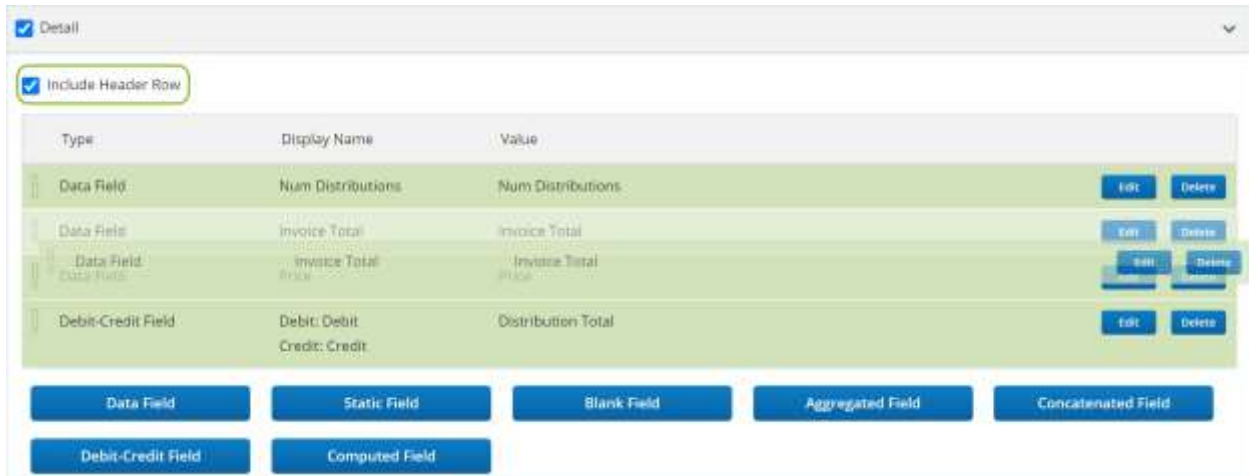 Detail
Include Header Row
Type Display Name Value
Data Field Num Distributions Num Distributions Edit Delete
Data Field Invoice Total Invoice Total Edit Delete
Data Field Invoice Total Invoice Total Edit Delete
Data Field Price Price Edit Delete
Debit-Credit Field Debit: Debit Distribution Total Edit Delete
Credit: Credit
Data Field Static Field Blank Field Aggregated Field Concatenated Field
Debit-Credit Field Computed Field